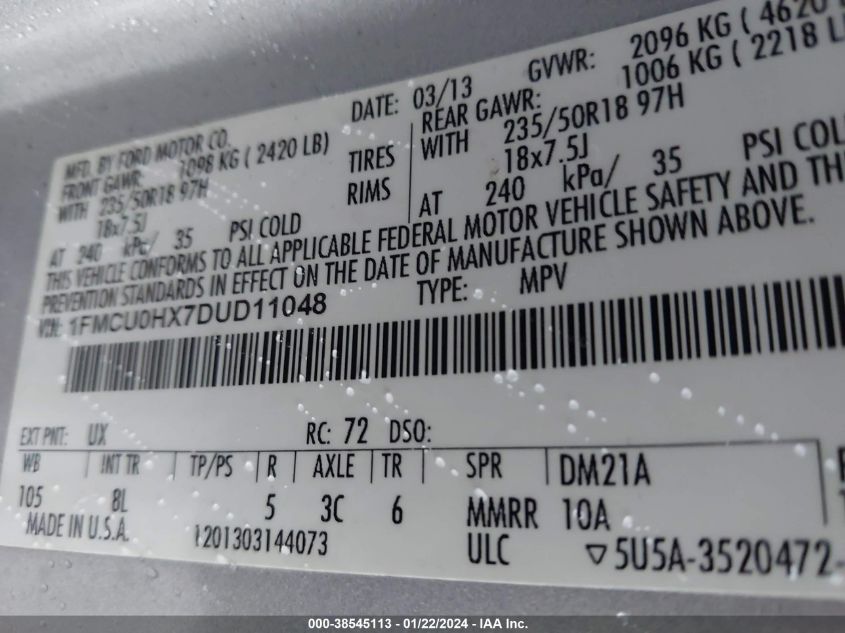 MFD. BY FORD MOTOR CO. DATE: 03/13 GVWR: 2096 KG ( 4620
FRONT GAWR: 1098 KG ( 2420 LB) REAR GAWR: 1006 KG ( 2218 L
WITH 235/50R18 97H TIRES WITH 235/50R18 97H
18x7.5J RIMS 18x7.5J
AT 240 kPa/ 35 PSI COLD AT 240 kPa/ 35 PSI COLD
THIS VEHICLE CONFORMS TO ALL APPLICABLE FEDERAL MOTOR VEHICLE SAFETY AND TH
PREVENTION STANDARDS IN EFFECT ON THE DATE OF MANUFACTURE SHOWN ABOVE.
VIN: 1FMCU0HX7DUD11048 TYPE: MPV
EXT PNT: UX RC: 72 DSO:
WB INT TR TP/PS R AXLE TR SPR DM21A
105 8L 5 3C 6 MMRR 10A
MADE IN U.S.A. 1201303144073 ULC ▽5U5A-3520472-
000-38545113 - 01/22/2024 - IAA Inc.